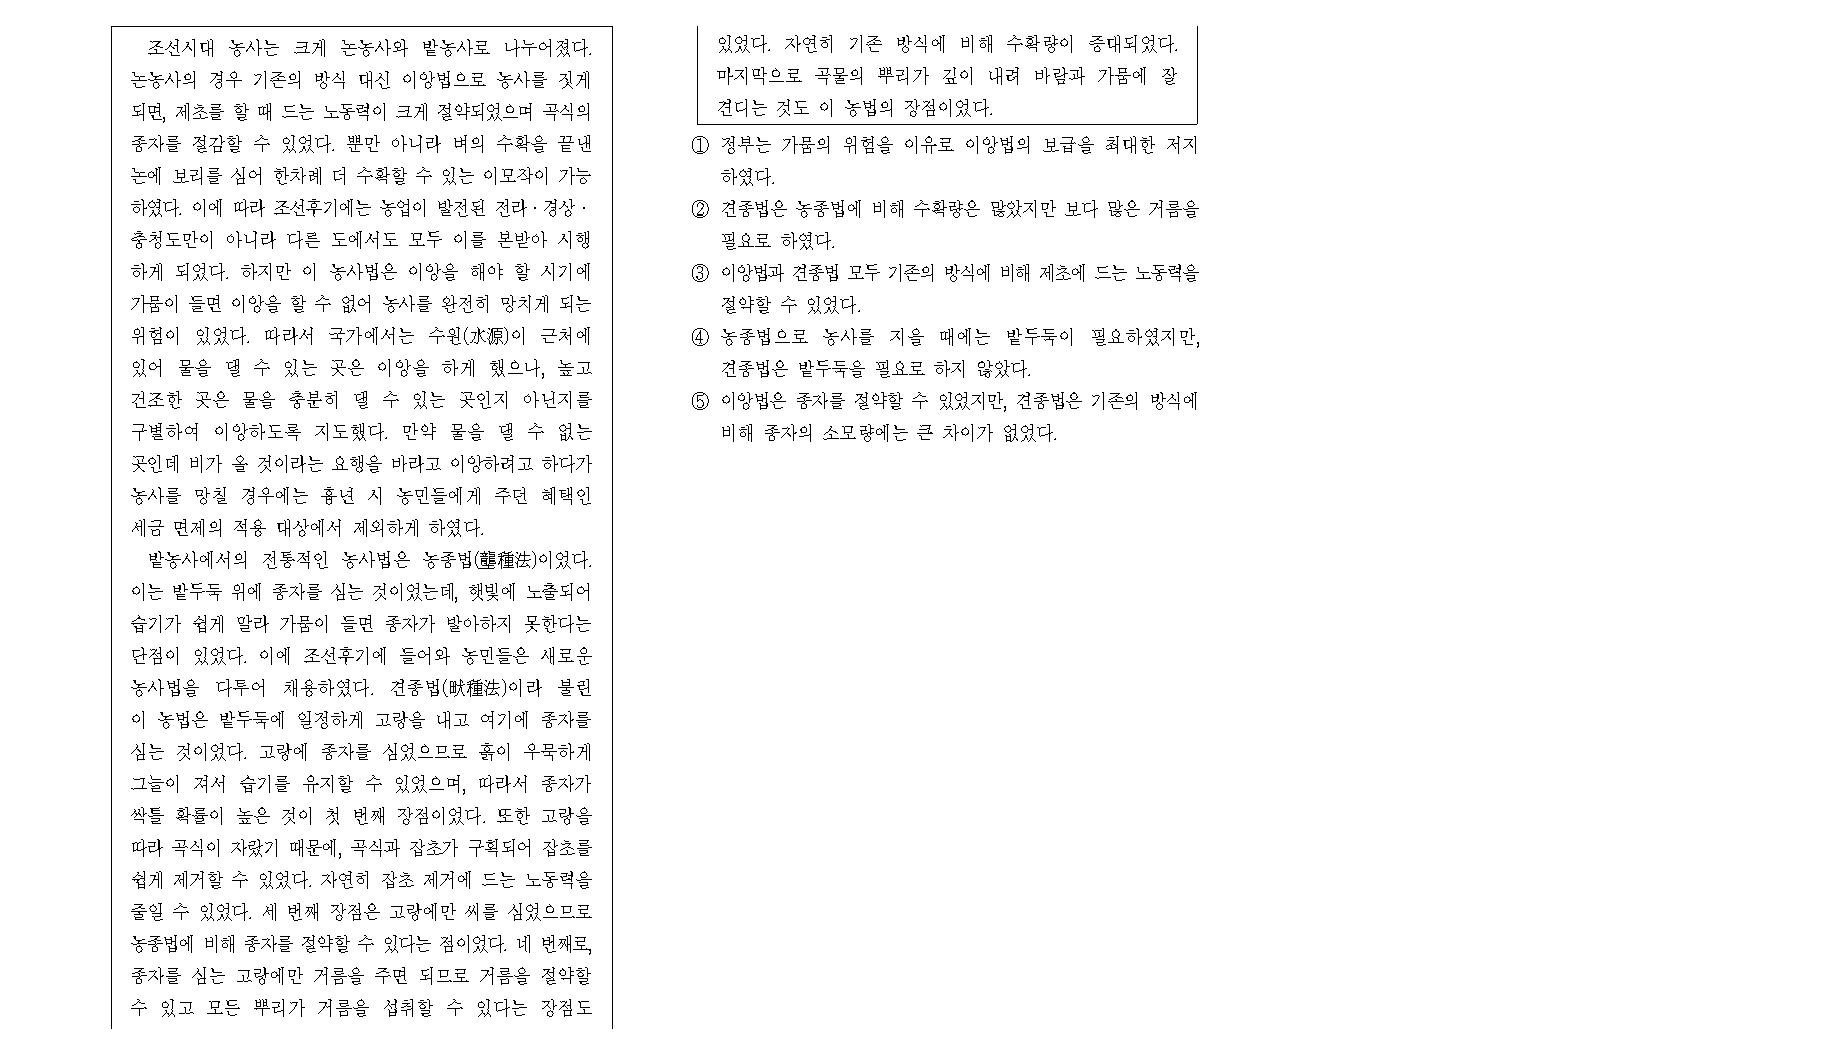 조선시대 농사는 크게 논농사와 밭농사로 나누어졌다.
논농사의 경우 기존의 방식 대신 이앙법으로 농사를 짓게
되면, 제초를 할 때 드는 노동력이 크게 절약되었으며 곡식의
종자를 절감할 수 있었다. 뿐만 아니라 벼의 수확을 끝낸
논에 보리를 심어 한차례 더 수확할 수 있는 이모작이 가능
하였다. 이에 따라 조선후기에는 농업이 발전된 전라·경상·
충청도만이 아니라 다른 도에서도 모두 이를 본받아 시행
하게 되었다. 하지만 이 농사법은 이앙을 해야 할 시기에
가뭄이 들면 이앙을 할 수 없어 농사를 완전히 망치게 되는
위험이 있었다. 따라서 국가에서는 수원(水源)이 근처에
있어 물을 댈 수 있는 곳은 이앙을 하게 했으나, 높고
건조한 곳은 물을 충분히 댈 수 있는 곳인지 아닌지를
구별하여 이앙하도록 지도했다. 만약 물을 댈 수 없는
곳인데 비가 올 것이라는 요행을 바라고 이앙하려고 하다가
농사를 망칠 경우에는 흉년 시 농민들에게 주던 혜택인
세금 면제의 적용 대상에서 제외하게 하였다.
밭농사에서의 전통적인 농사법은 농종법(壟種法)이었다.
이는 밭두둑 위에 종자를 심는 것이었는데, 햇빛에 노출되어
습기가 쉽게 말라 가뭄이 들면 종자가 발아하지 못한다는
단점이 있었다. 이에 조선후기에 들어와 농민들은 새로운
농사법을 다투어 채용하였다. 견종법(畎種法)이라 불린
이 농법은 밭두둑에 일정하게 고랑을 내고 여기에 종자를
심는 것이었다. 고랑에 종자를 심었으므로 흙이 우묵하게
그늘이 져서 습기를 유지할 수 있었으며, 따라서 종자가
싹틀 확률이 높은 것이 첫 번째 장점이었다. 또한 고랑을
따라 곡식이 자랐기 때문에, 곡식과 잡초가 구획되어 잡초를
쉽게 제거할 수 있었다. 자연히 잡초 제거에 드는 노동력을
줄일 수 있었다. 세 번째 장점은 고랑에만 씨를 심었으므로
농종법에 비해 종자를 절약할 수 있다는 점이었다. 네 번째로,
종자를 심는 고랑에만 거름을 주면 되므로 거름을 절약할
수 있고 모든 뿌리가 거름을 섭취할 수 있다는 장점도
있었다. 자연히 기존 방식에 비해 수확량이 증대되었다.
마지막으로 곡물의 뿌리가 깊이 내려 바람과 가뭄에 잘
견디는 것도 이 농법의 장점이었다.
① 정부는 가뭄의 위험을 이유로 이앙법의 보급을 최대한 저지
하였다.
② 견종법은 농종법에 비해 수확량은 많았지만 보다 많은 거름을
필요로 하였다.
③ 이앙법과 견종법 모두 기존의 방식에 비해 제초에 드는 노동력을
절약할 수 있었다.
④ 농종법으로 농사를 지을 때에는 밭두둑이 필요하였지만,
견종법은 밭두둑을 필요로 하지 않았다.
⑤ 이앙법은 종자를 절약할 수 있었지만, 견종법은 기존의 방식에
비해 종자의 소모량에는 큰 차이가 없었다.